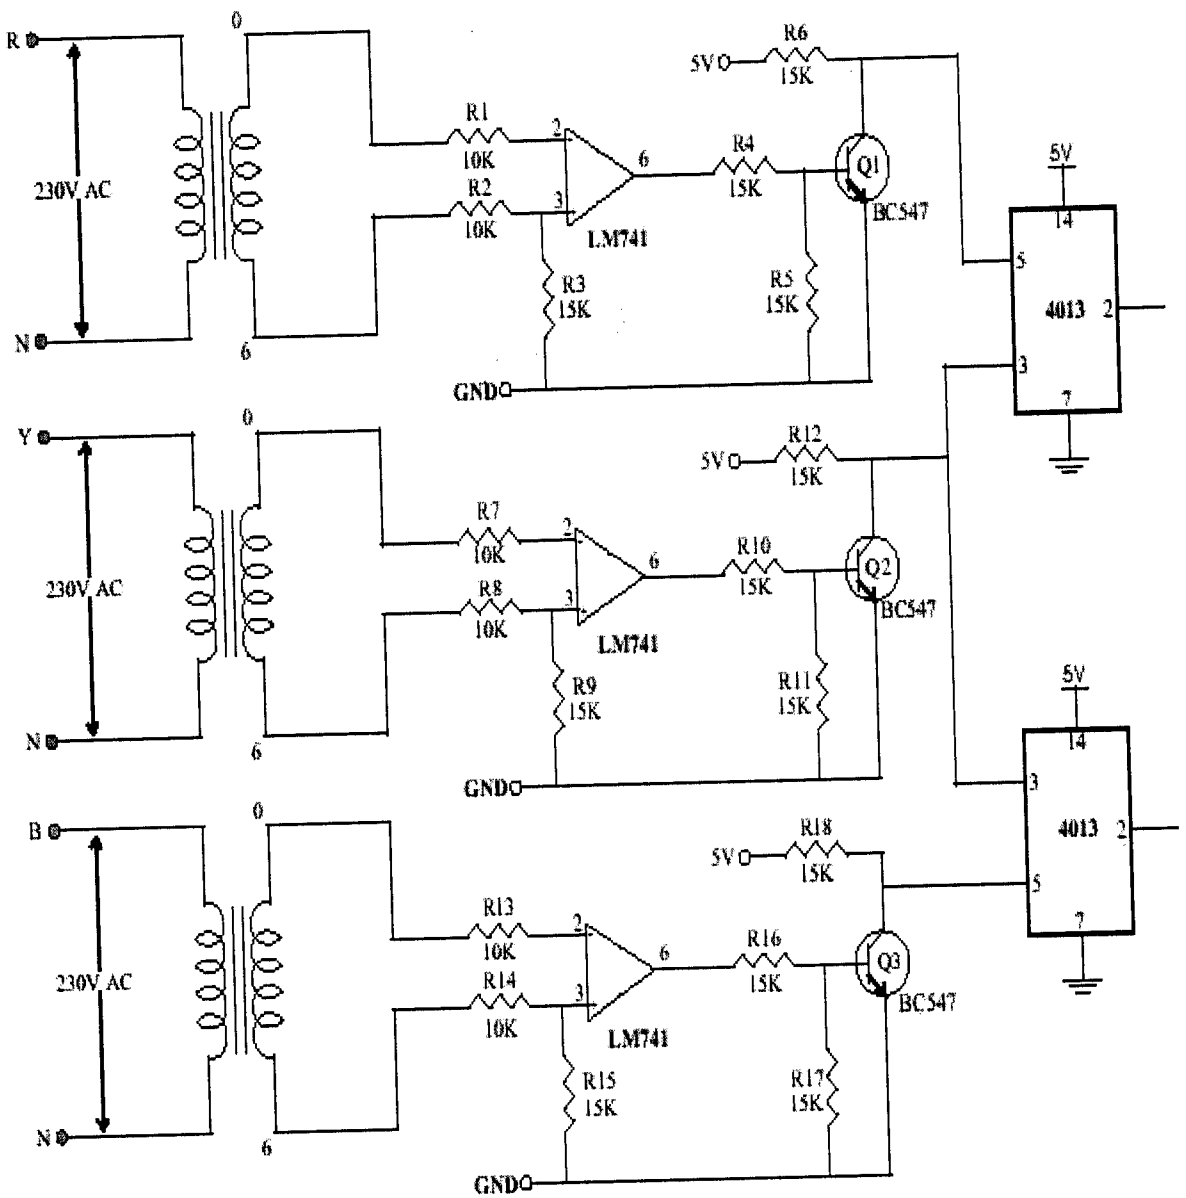 R
0
230V AC
N
6
R1
10K
R2
10K
2
3
6
LM741
R3
15K
GND
R4
15K
R5
15K
5V
R6
15K
Q1
BC547
5V
14
5
4013
2
3
7
Y
0
230V AC
N
6
R7
10K
R8
10K
2
3
6
LM741
R9
15K
GND
R10
15K
R11
15K
5V
R12
15K
Q2
BC547
5V
14
3
4013
2
5
7
B
0
230V AC
N
6
R13
10K
R14
10K
2
3
6
LM741
R15
15K
GND
R16
15K
R17
15K
5V
R18
15K
Q3
BC547